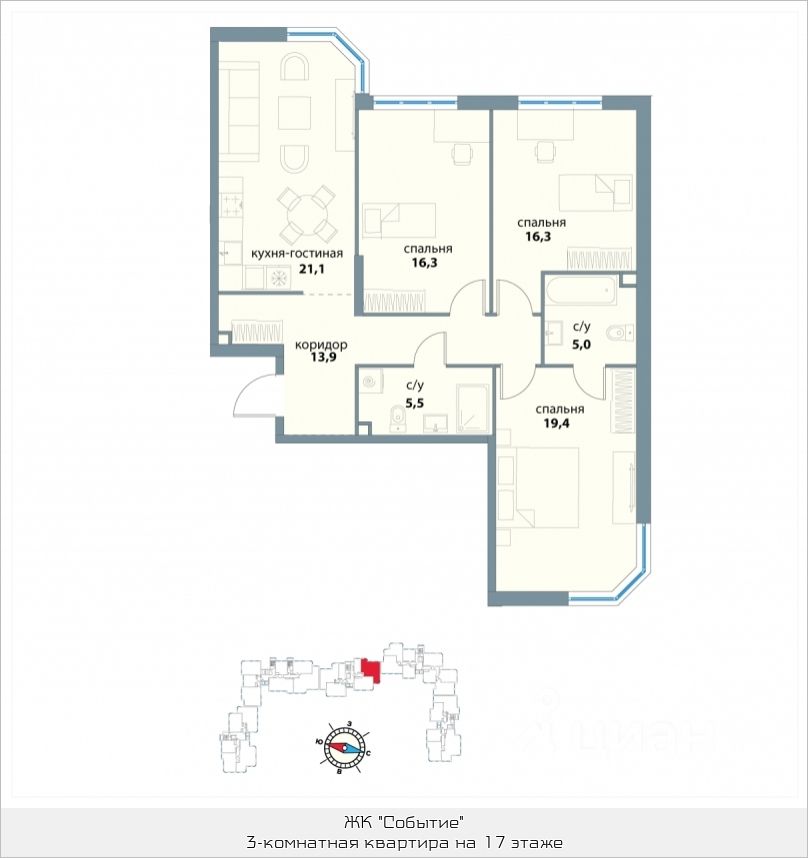 спальня
16,3
спальня
16,3
кухня-гостиная
21,1
с/у
5,0
коридор
13,9
с/у
5,5
спальня
19,4
З
Ю
С
В
циан
ЖК "Событие"
3-комнатная квартира на 17 этаже